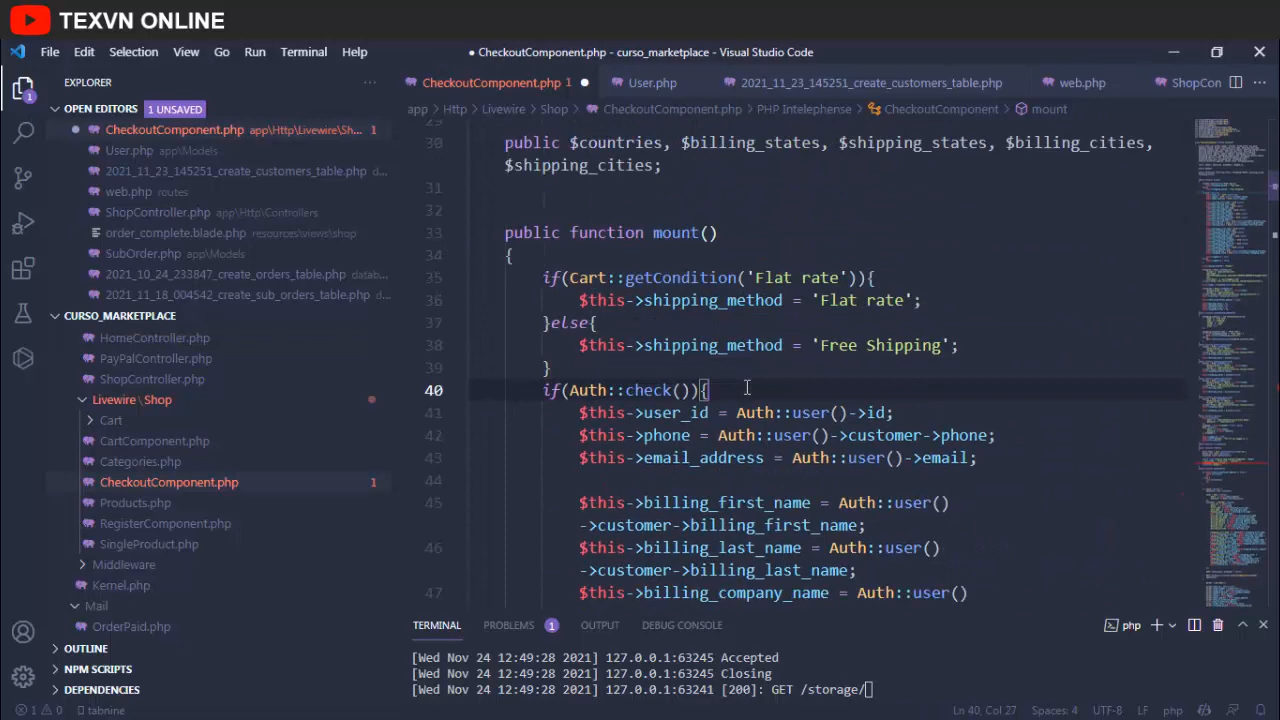 TEXVN ONLINE
File Edit Selection View Go Run Terminal Help
● CheckoutComponent.php - curso_marketplace - Visual Studio Code
EXPLORER
CheckoutComponent.php 1 ●
User.php
2021_11_23_145251_create_customers_table.php
web.php
ShopCon
OPEN EDITORS 1 UNSAVED
app > Http > Livewire > Shop > CheckoutComponent.php > PHP Intelephense > CheckoutComponent > mount
CheckoutComponent.php app\Http\Livewire\Sh... 1
User.php app\Models
2021_11_23_145251_create_customers_table.php d...
web.php routes
ShopController.php app\Http\Controllers
order_complete.blade.php resources\views\shop
SubOrder.php app\Models
2021_10_24_233847_create_orders_table.php datab...
2021_11_18_004542_create_sub_orders_table.php d...
CURSO_MARKETPLACE
HomeController.php
PayPalController.php
ShopController.php
Livewire \ Shop
Cart
CartComponent.php
Categories.php
CheckoutComponent.php 1
Products.php
RegisterComponent.php
SingleProduct.php
Middleware
Kernel.php
Mail
OrderPaid.php
OUTLINE
NPM SCRIPTS
DEPENDENCIES
29
30 public $countries, $billing_states, $shipping_states, $billing_cities,
$shipping_cities;
31
32
33 public function mount()
34 {
35 if(Cart::getCondition('Flat rate')){
36 $this->shipping_method = 'Flat rate';
37 }else{
38 $this->shipping_method = 'Free Shipping';
39 }
40 if(Auth::check()){
41 $this->user_id = Auth::user()->id;
42 $this->phone = Auth::user()->customer->phone;
43 $this->email_address = Auth::user()->email;
44
45 $this->billing_first_name = Auth::user()
->customer->billing_first_name;
46 $this->billing_last_name = Auth::user()
->customer->billing_last_name;
47 $this->billing_company_name = Auth::user()
TERMINAL PROBLEMS 1 OUTPUT DEBUG CONSOLE
php
[Wed Nov 24 12:49:28 2021] 127.0.0.1:63245 Accepted
[Wed Nov 24 12:49:28 2021] 127.0.0.1:63245 Closing
[Wed Nov 24 12:49:28 2021] 127.0.0.1:63241 [200]: GET /storage/
1 0 tabnine
Ln 40, Col 27 Spaces: 4 UTF-8 LF php